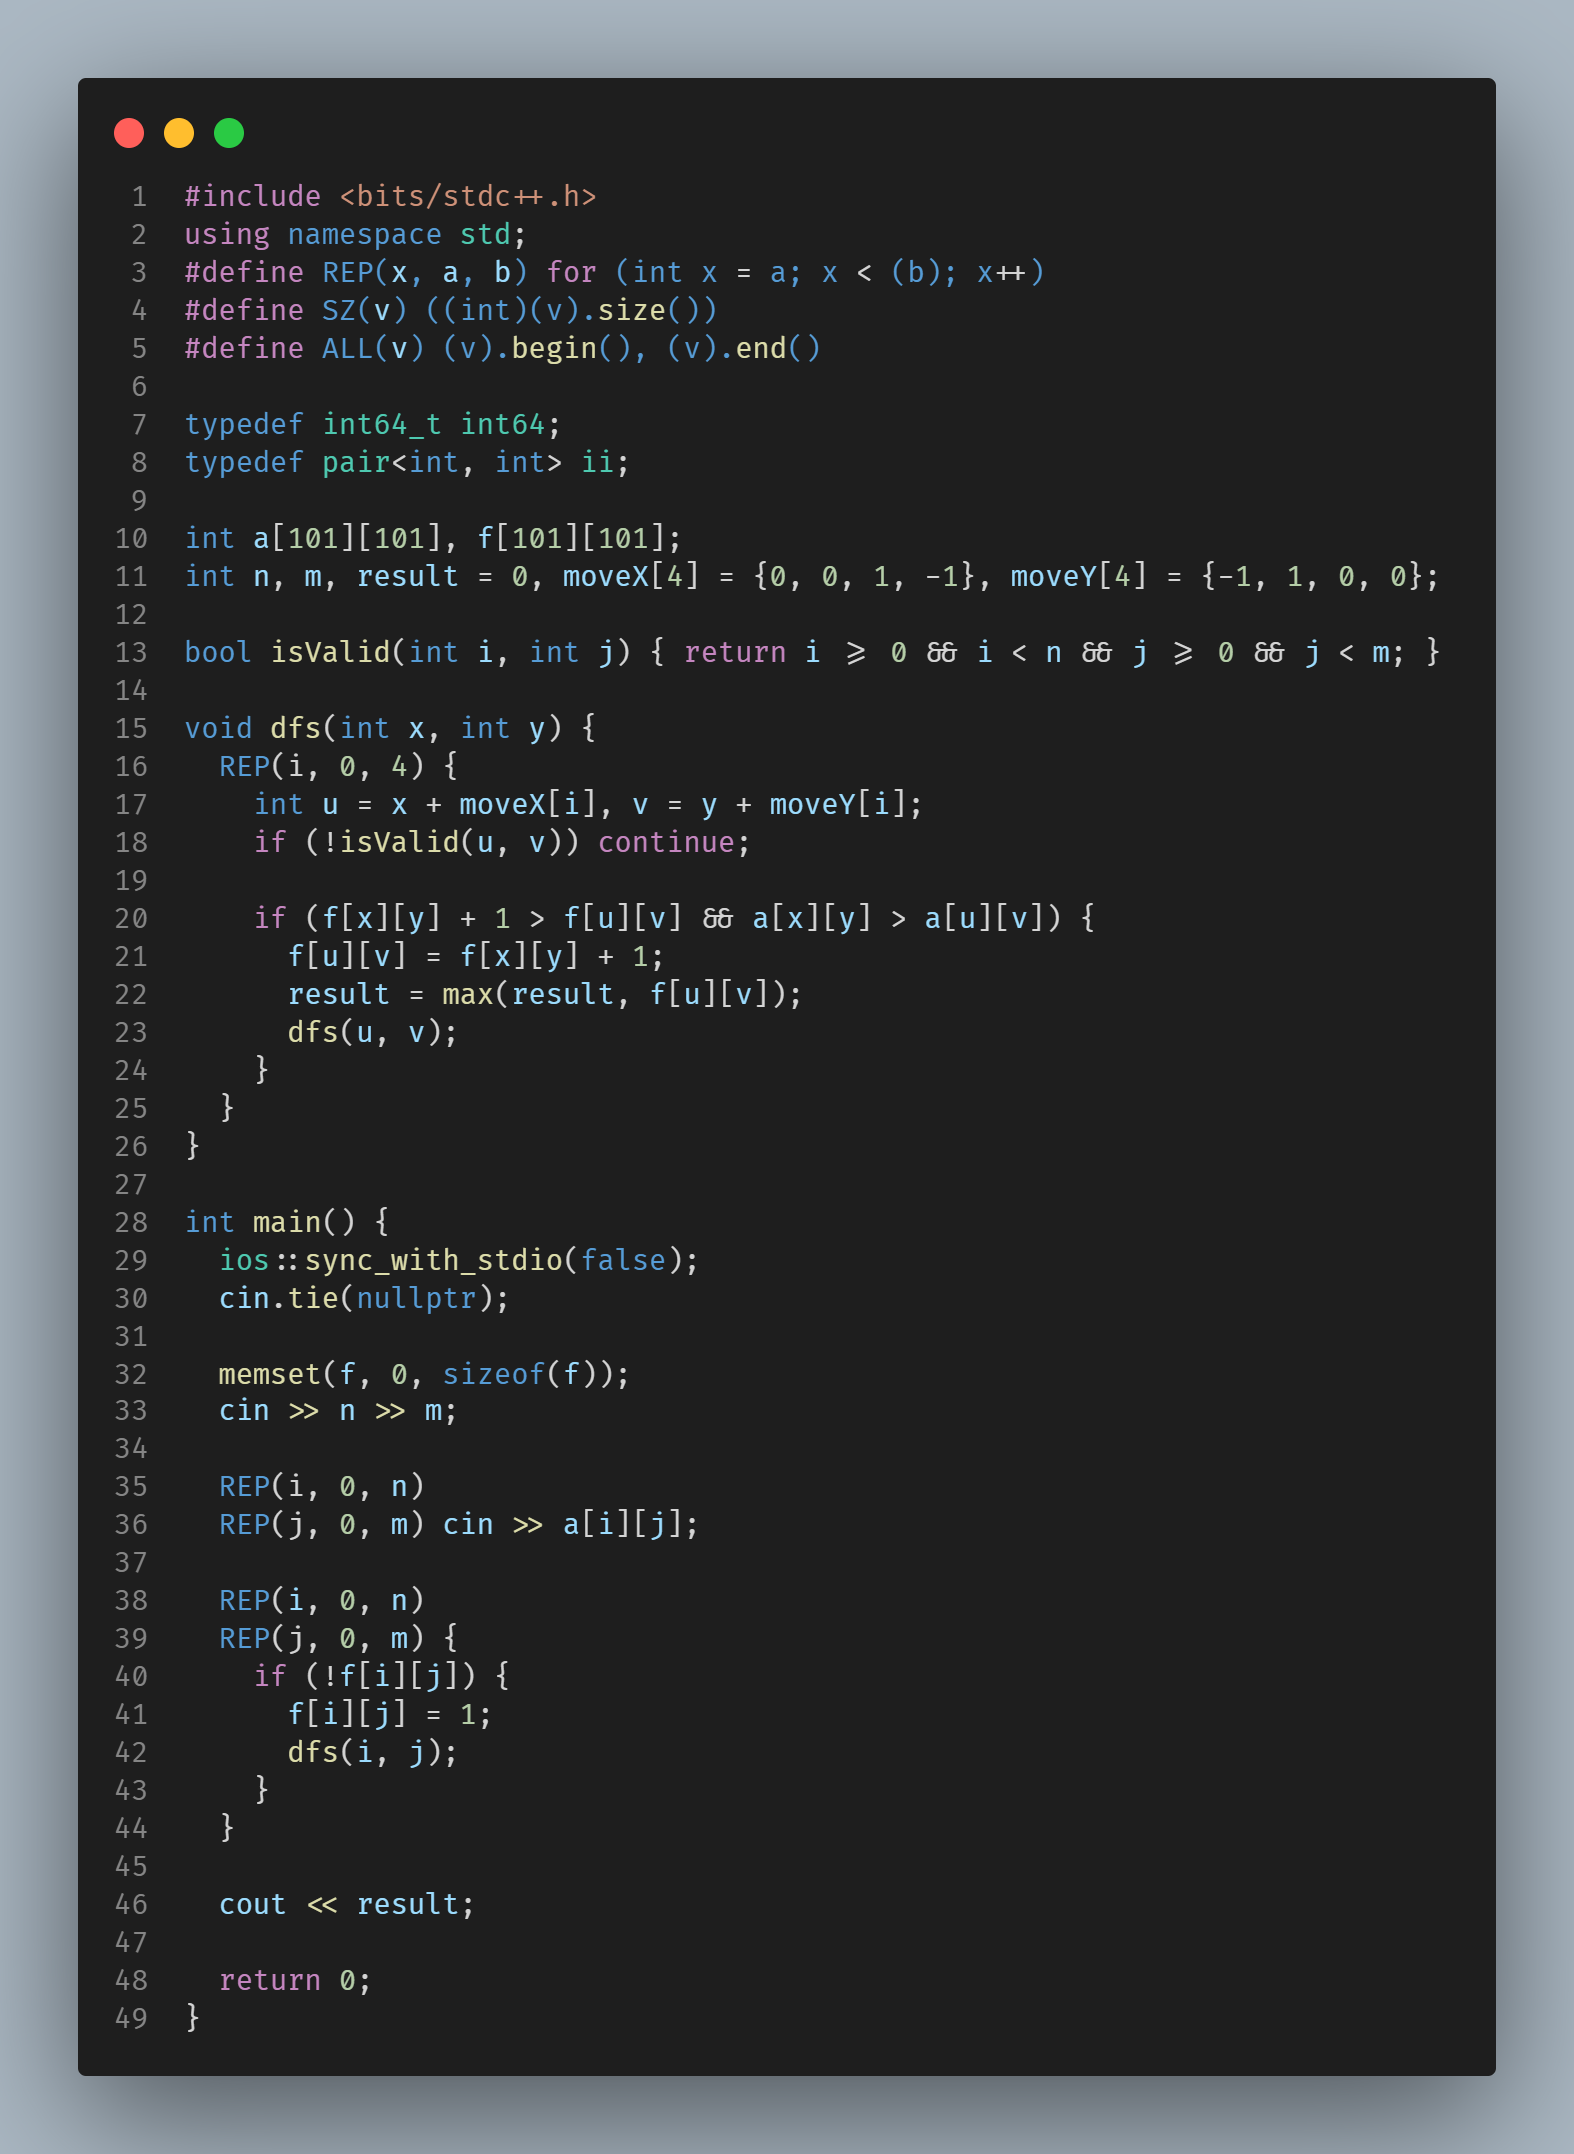 1 #include <bits/stdc++.h>
2 using namespace std;
3 #define REP(x, a, b) for (int x = a; x < (b); x++)
4 #define SZ(v) ((int)(v).size())
5 #define ALL(v) (v).begin(), (v).end()
6
7 typedef int64_t int64;
8 typedef pair<int, int> ii;
9
10 int a[101][101], f[101][101];
11 int n, m, result = 0, moveX[4] = {0, 0, 1, -1}, moveY[4] = {-1, 1, 0, 0};
12
13 bool isValid(int i, int j) { return i >= 0 && i < n && j >= 0 && j < m; }
14
15 void dfs(int x, int y) {
16   REP(i, 0, 4) {
17     int u = x + moveX[i], v = y + moveY[i];
18     if (!isValid(u, v)) continue;
19
20     if (f[x][y] + 1 > f[u][v] && a[x][y] > a[u][v]) {
21       f[u][v] = f[x][y] + 1;
22       result = max(result, f[u][v]);
23       dfs(u, v);
24     }
25   }
26 }
27
28 int main() {
29   ios::sync_with_stdio(false);
30   cin.tie(nullptr);
31
32   memset(f, 0, sizeof(f));
33   cin >> n >> m;
34
35   REP(i, 0, n)
36   REP(j, 0, m) cin >> a[i][j];
37
38   REP(i, 0, n)
39   REP(j, 0, m) {
40     if (!f[i][j]) {
41       f[i][j] = 1;
42       dfs(i, j);
43     }
44   }
45
46   cout << result;
47
48   return 0;
49 }